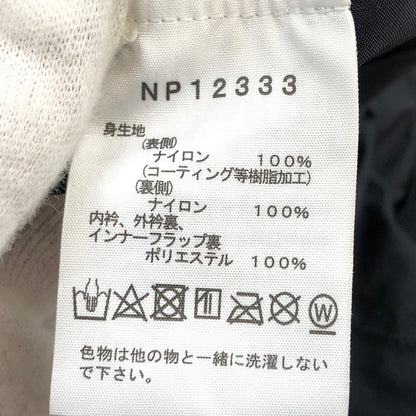 NP12333
身生地
(表側)
ナイロン 100%
(コーティング等樹脂加工)
(裏側)
ナイロン 100%
内衿、外衿裏、
インナーフラップ裏
ポリエステル 100%
W
色物は他の物と一緒に洗濯しない
で下さい。